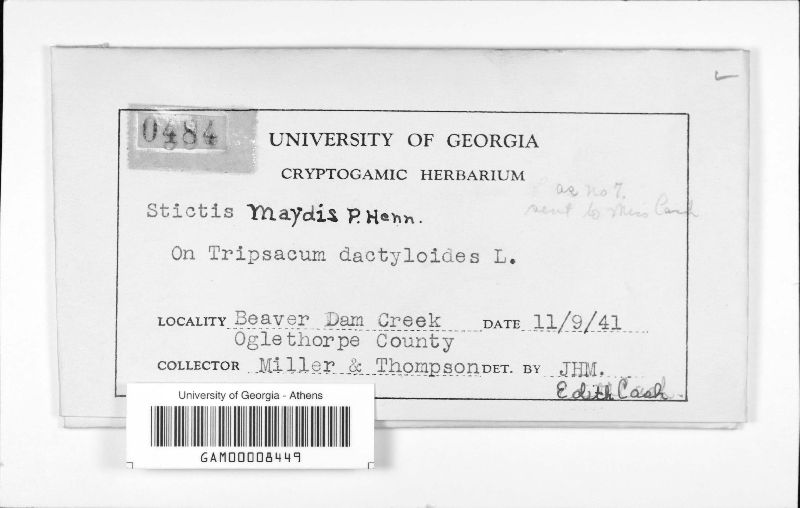 0484
UNIVERSITY OF GEORGIA
CRYPTOGAMIC HERBARIUM
as no 7.
sent to Miss Cash
Stictis Maydis P. Henn.
On Tripsacum dactyloides L.
LOCALITY Beaver Dam Creek DATE 11/9/41
Oglethorpe County
COLLECTOR Miller & Thompson DET. BY JHM.
Edith Cash.
University of Georgia - Athens
GAM00008449